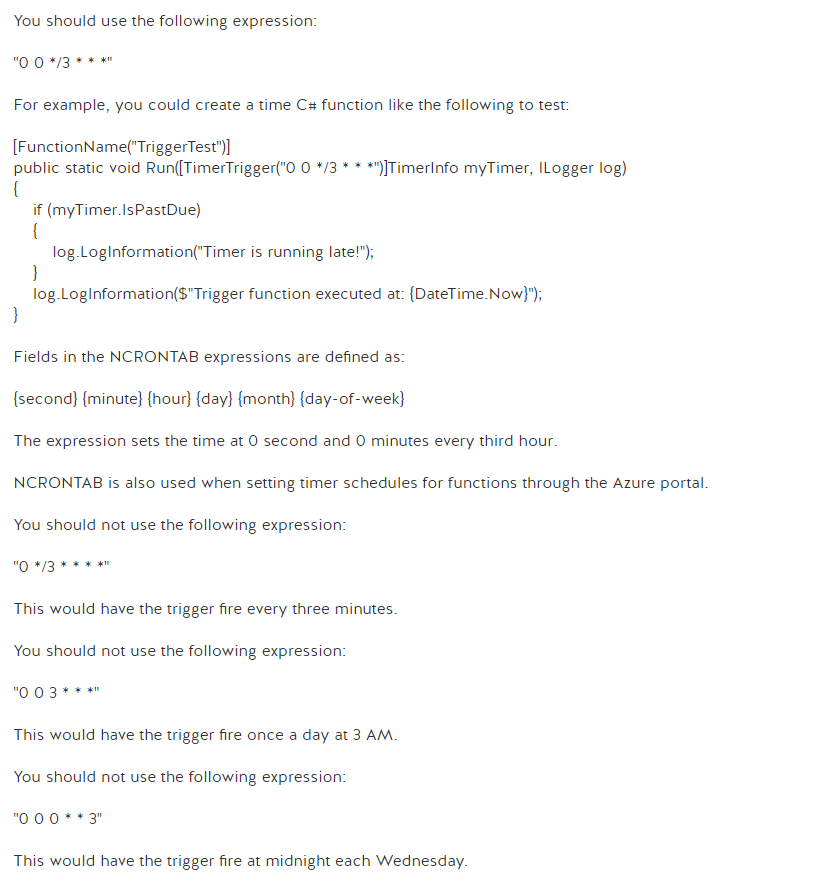 You should use the following expression:
"0 0 */3 * * *"
For example, you could create a time C# function like the following to test:
[FunctionName("TriggerTest")]
public static void Run([TimerTrigger("0 0 */3 * * *")]TimerInfo myTimer, ILogger log)
{
if (myTimer.IsPastDue)
{
log.LogInformation("Timer is running late!");
}
log.LogInformation($"Trigger function executed at: {DateTime.Now}");
}
Fields in the NCRONTAB expressions are defined as:
{second} {minute} {hour} {day} {month} {day-of-week}
The expression sets the time at 0 second and 0 minutes every third hour.
NCRONTAB is also used when setting timer schedules for functions through the Azure portal.
You should not use the following expression:
"0 */3 * * * *"
This would have the trigger fire every three minutes.
You should not use the following expression:
"0 0 3 * * *"
This would have the trigger fire once a day at 3 AM.
You should not use the following expression:
"0 0 0 * * 3"
This would have the trigger fire at midnight each Wednesday.